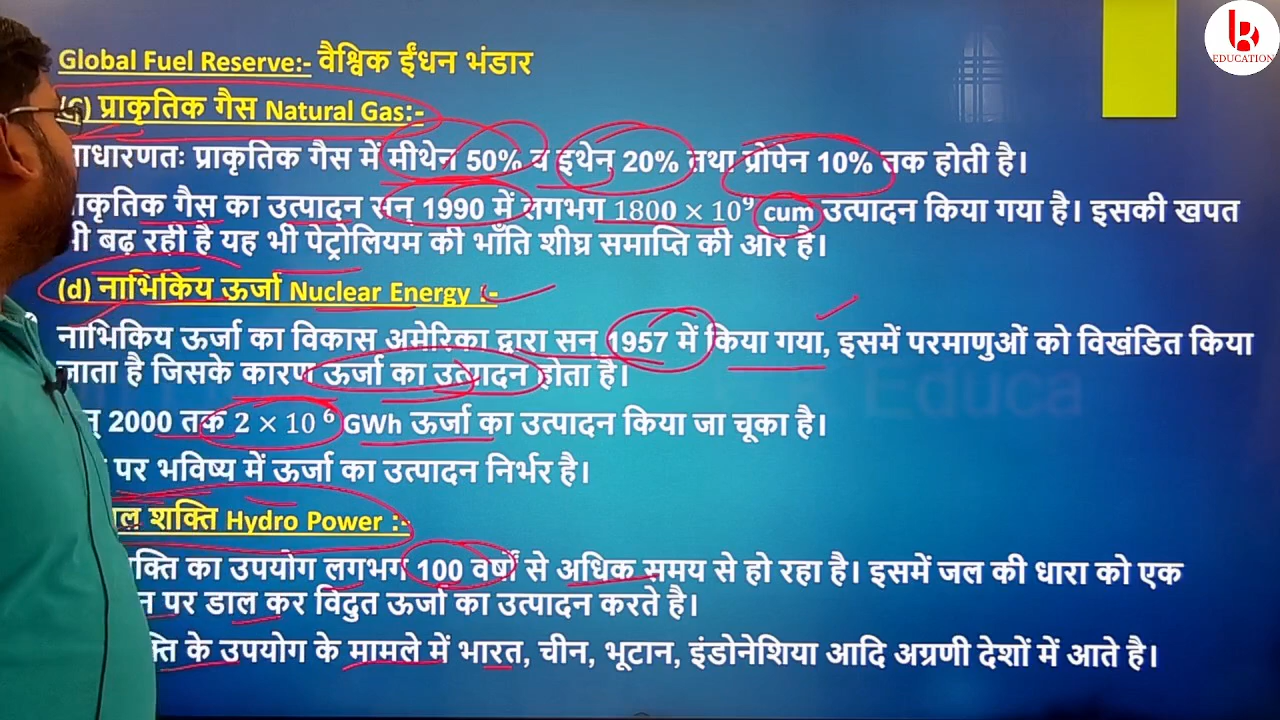 EDUCATION
Global Fuel Reserve:- वैश्विक ईंधन भंडार
(C) प्राकृतिक गैस Natural Gas:-
ाधारणतः प्राकृतिक गैस में मीथेन 50% व इथेन 20% तथा प्रोपेन 10% तक होती है।
ाकृतिक गैस का उत्पादन सन् 1990 में लगभग 1800 × 10⁹ cum उत्पादन किया गया है। इसकी खपत
ी बढ़ रही है यह भी पेट्रोलियम की भाँति शीघ्र समाप्ति की ओर है।
(d) नाभिकिय ऊर्जा Nuclear Energy :-
नाभिकिय ऊर्जा का विकास अमेरिका द्वारा सन् 1957 में किया गया, इसमें परमाणुओं को विखंडित किया
जाता है जिसके कारण ऊर्जा का उत्पादन होता है।
न् 2000 तक 2 × 10⁶ GWh ऊर्जा का उत्पादन किया जा चूका है।
पर भविष्य में ऊर्जा का उत्पादन निर्भर है।
ल शक्ति Hydro Power :-
क्ति का उपयोग लगभग 100 वर्षों से अधिक समय से हो रहा है। इसमें जल की धारा को एक
न पर डाल कर विद्रुत ऊर्जा का उत्पादन करते है।
क्ति के उपयोग के मामले में भारत, चीन, भूटान, इंडोनेशिया आदि अग्रणी देशों में आते है।